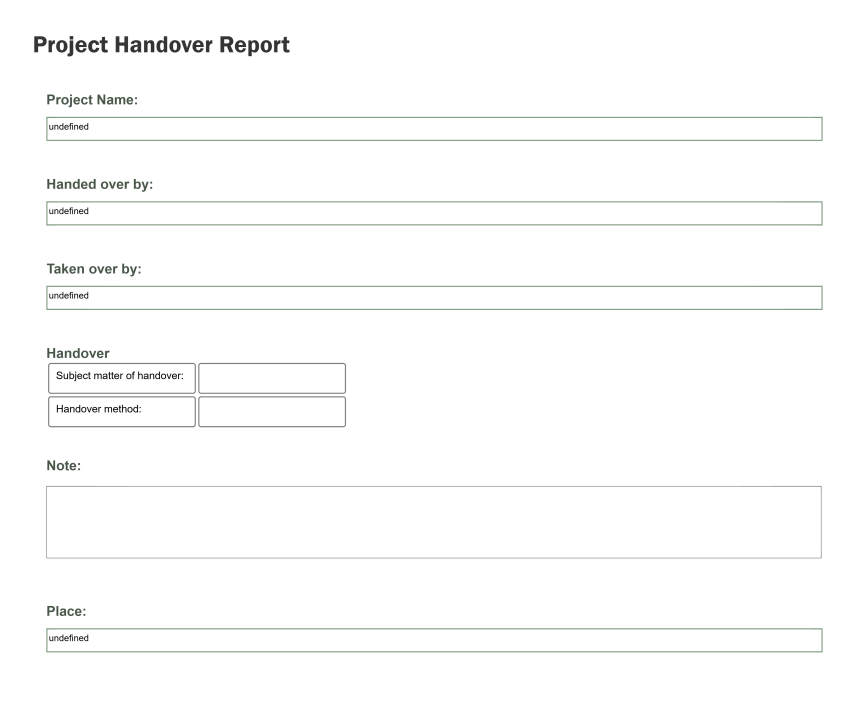 Project Handover Report
Project Name:
undefined
Handed over by:
undefined
Taken over by:
undefined
Handover
Subject matter of handover:
Handover method:
Note:
Place:
undefined